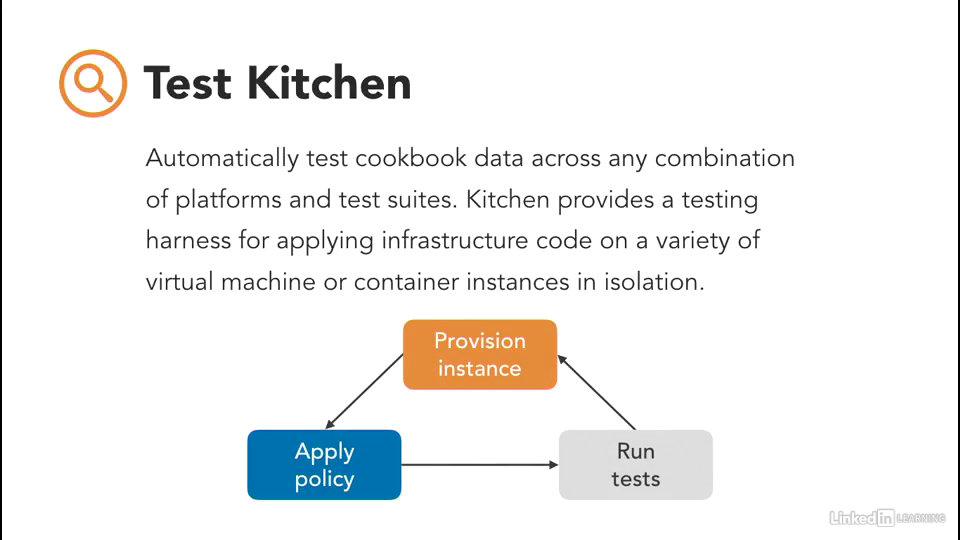 Test Kitchen
Automatically test cookbook data across any combination
of platforms and test suites. Kitchen provides a testing
harness for applying infrastructure code on a variety of
virtual machine or container instances in isolation.
Provision
instance
Apply
policy
Run
tests
LinkedIn LEARNING